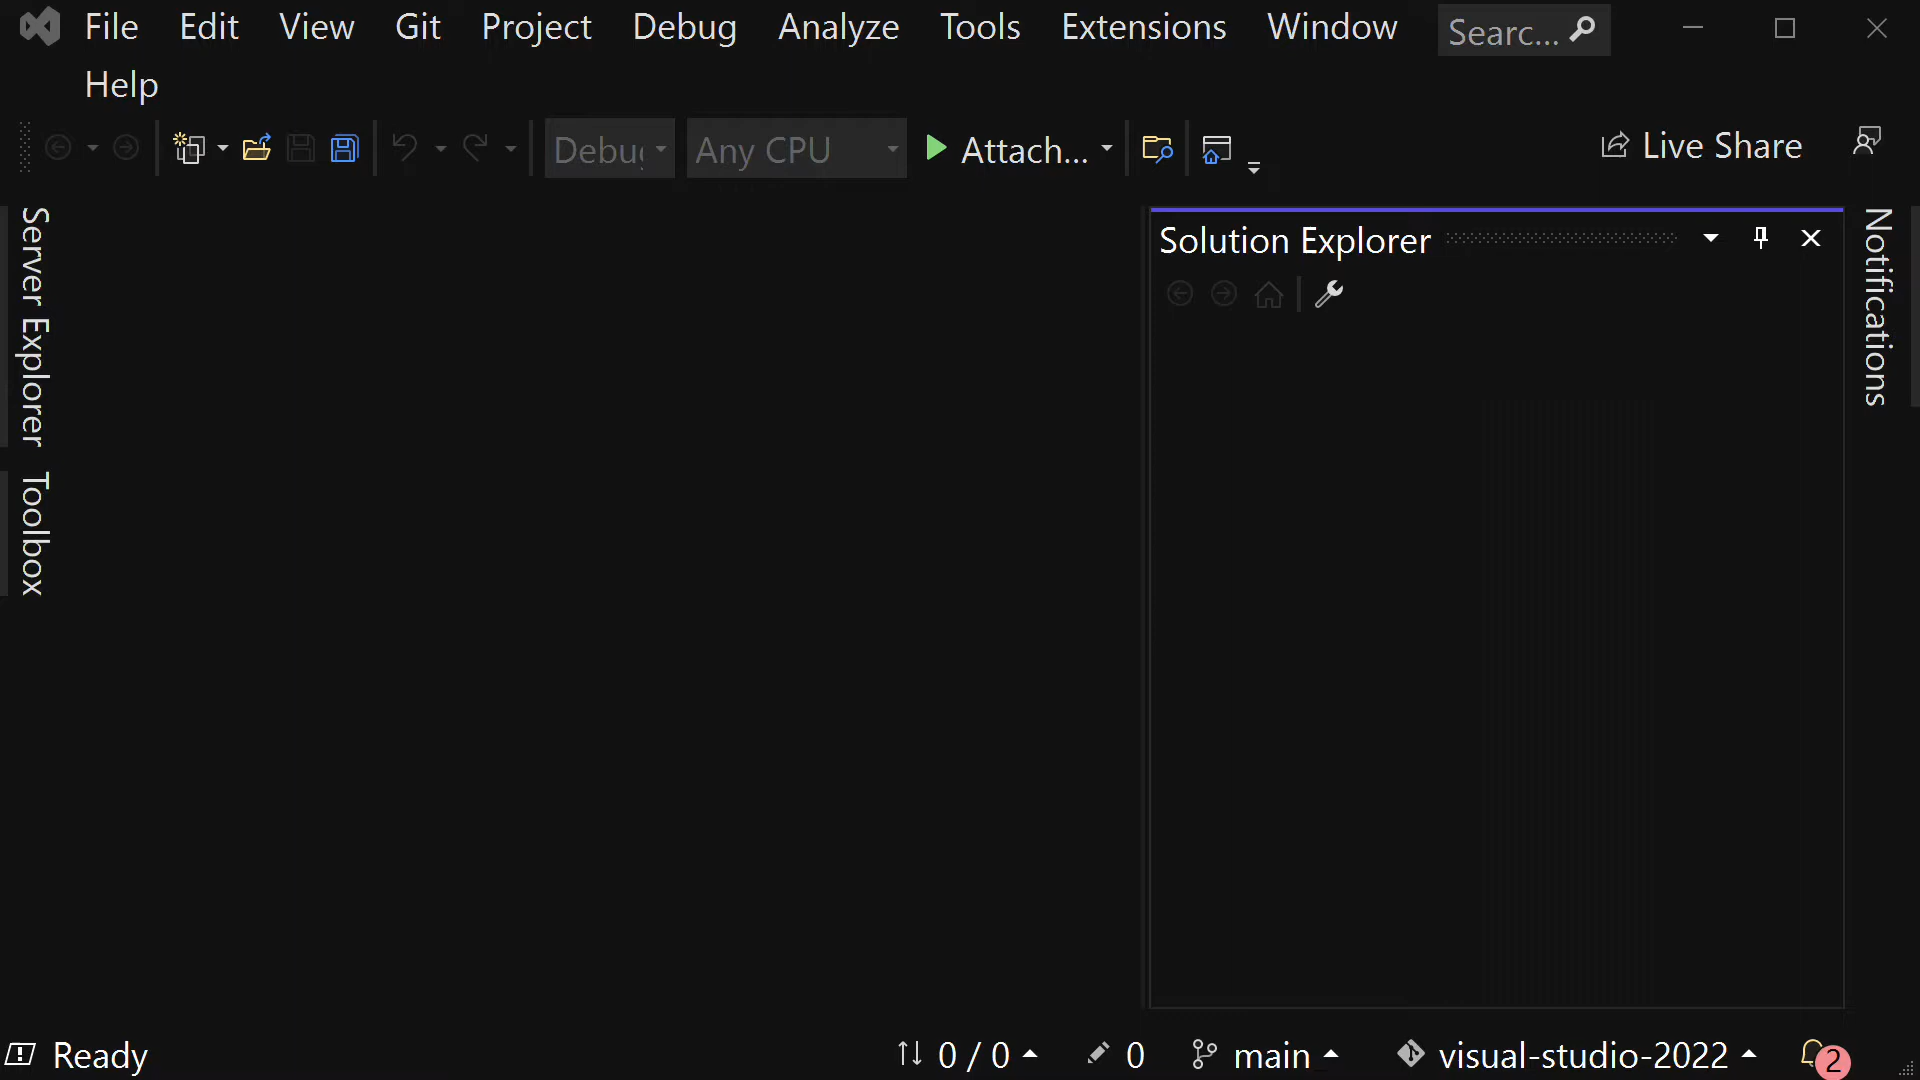 File Edit View Git Project Debug Analyze Tools Extensions Window Searc...
Help
Any CPU Attach... Live Share
Server Explorer
Toolbox
Solution Explorer
Notifications
Ready 0 / 0 0 main visual-studio-2022 2